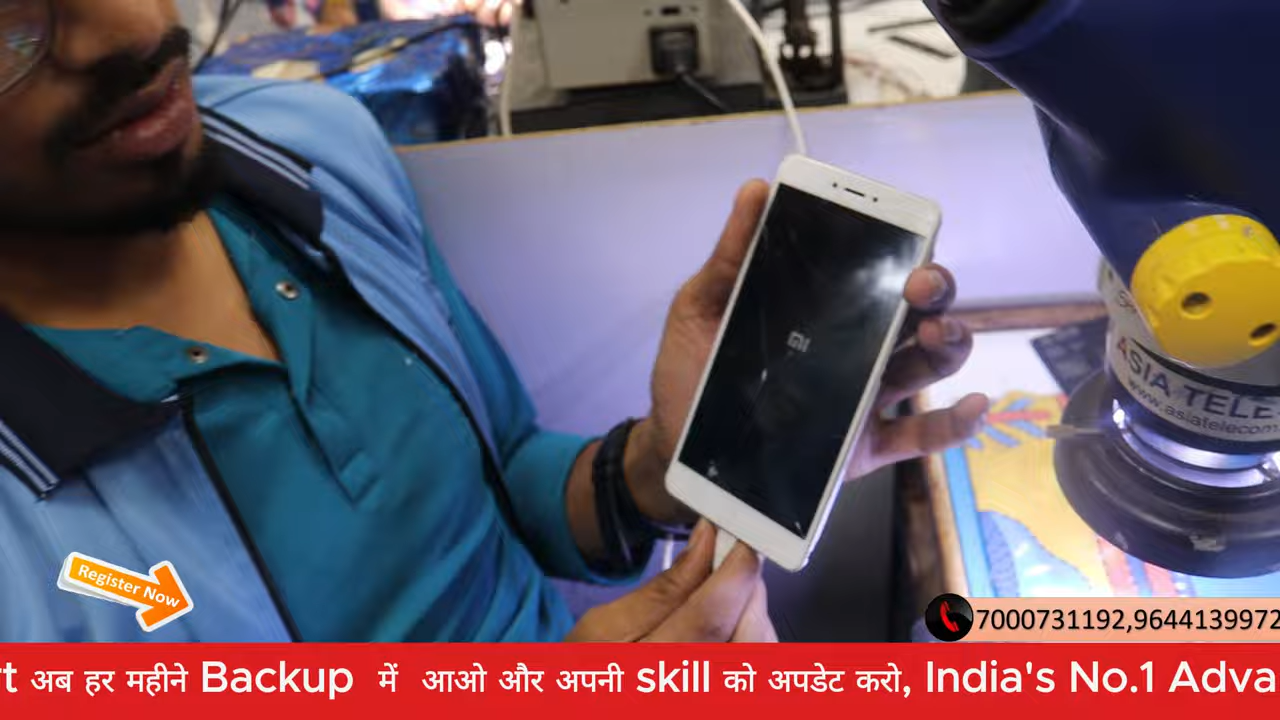 MI
ASIA TELE
www.asiatelecom
Register Now
7000731192,9644139972
t अब हर महीने Backup में आओ और अपनी skill को अपडेट करो, India's No.1 Adva